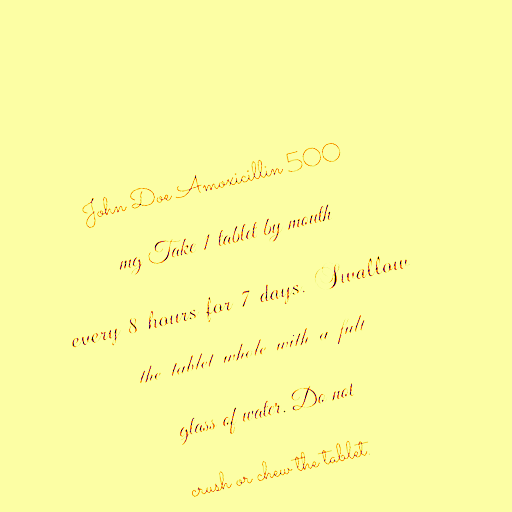 John Doe Amoxicillin 500
mg Take 1 tablet by mouth
every 8 hours for 7 days. Swallow
the tablet whole with a full
glass of water. Do not
crush or chew the tablet